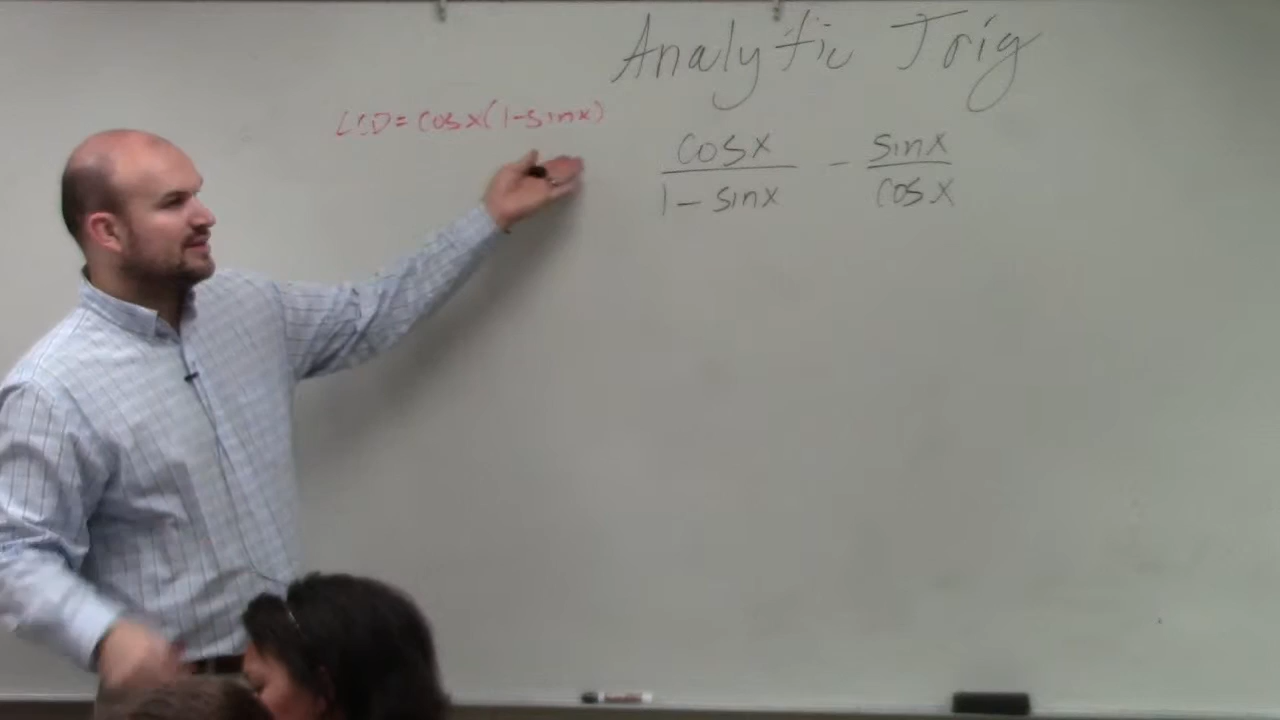 Analytic Trig
LCD = cosx(1-sinx)
cosx/1-sinx - sinx/cosx